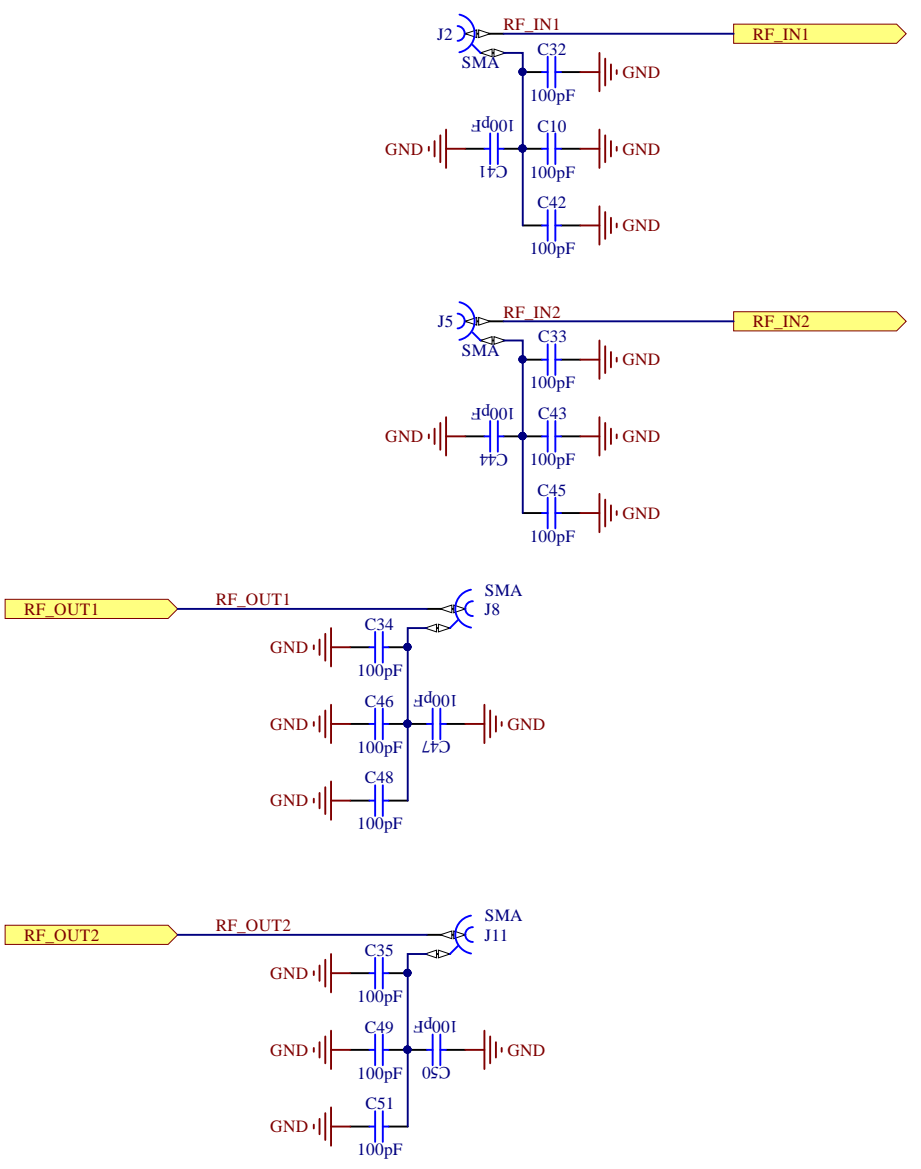 RF_IN1
RF_IN1
J2
SMA
C32
GND
100pF
100pF
C10
GND
GND
C41
100pF
C42
GND
100pF
RF_IN2
RF_IN2
J5
SMA
C33
GND
100pF
100pF
C43
GND
GND
C44
100pF
C45
GND
100pF
SMA
RF_OUT1
RF_OUT1
J8
C34
GND
100pF
C46
100pF
GND
GND
100pF
C47
C48
GND
100pF
SMA
RF_OUT2
RF_OUT2
J11
C35
GND
100pF
C49
100pF
GND
GND
100pF
C50
C51
GND
100pF